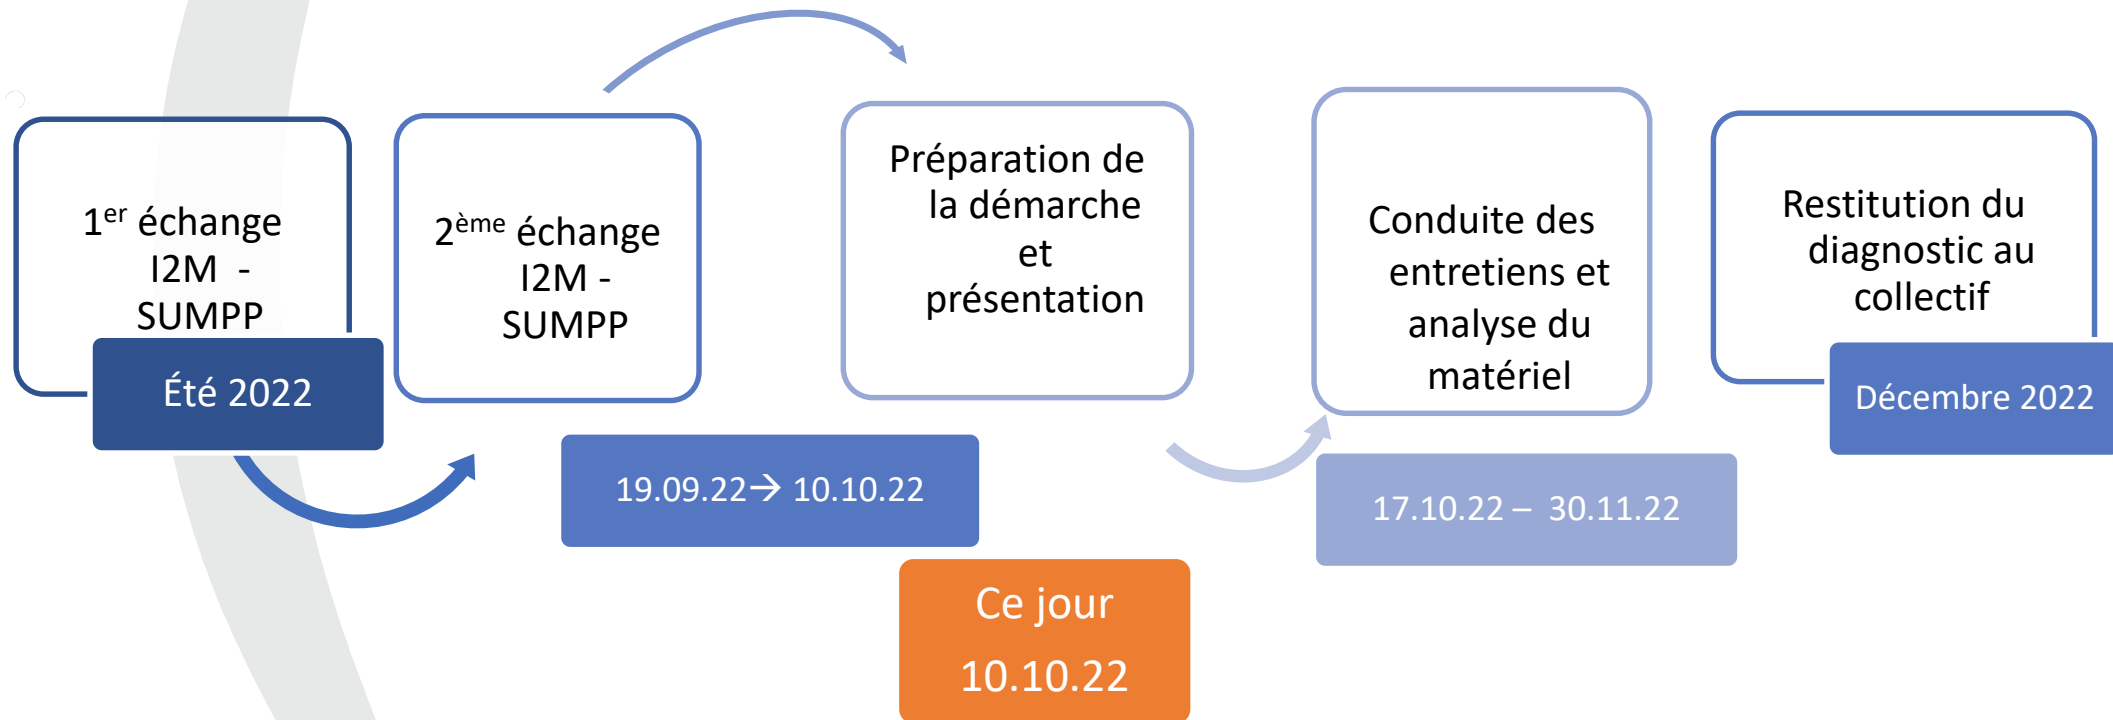 1er échange
I2M -
SUMPP
Été 2022
2ème échange
I2M -
SUMPP
19.09.22→ 10.10.22
Préparation de
la démarche
et
présentation
Ce jour
10.10.22
Conduite des
entretiens et
analyse du
matériel
17.10.22 – 30.11.22
Restitution du
diagnostic au
collectif
Décembre 2022